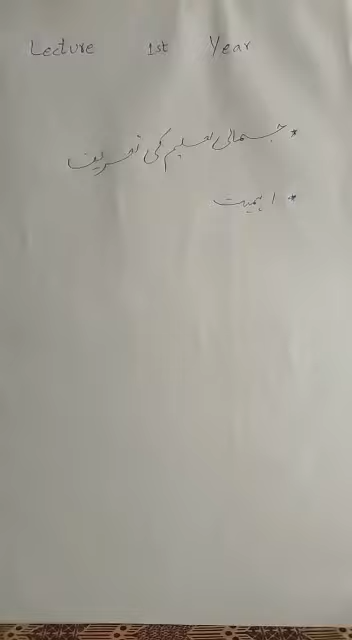 Lecture 1st Year
* جسمانی تعلیم کی تعریف
* اہمیت